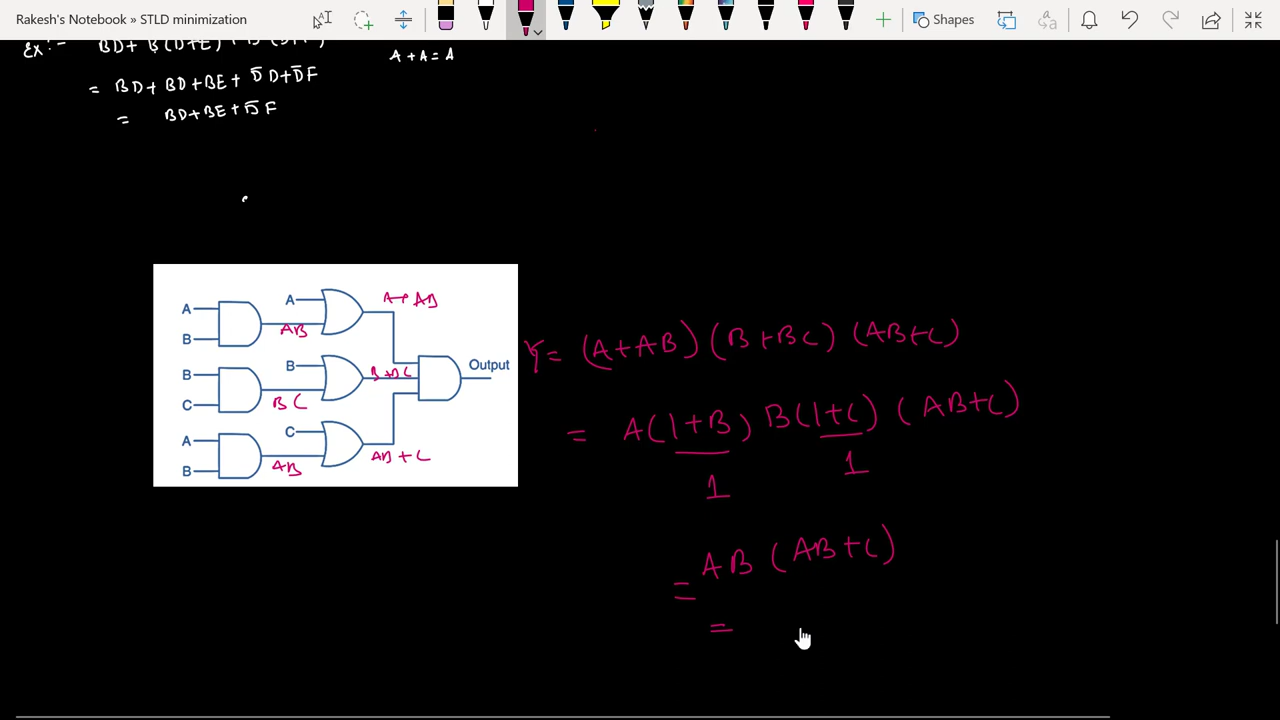 Rakesh's Notebook » STLD minimization
Shapes
Ex:-
A + A = A
= BD + BD + BE + D̅D + D̅F
= BD + BE + D̅F
A
B
AB
A
A + AB
B
C
BC
B
B + BC
A
B
AB
C
AB + C
Output
Y = (A + AB) (B + BC) (AB + C)
= A(1 + B) B(1 + C) (AB + C)
1
1
= AB (AB + C)
=